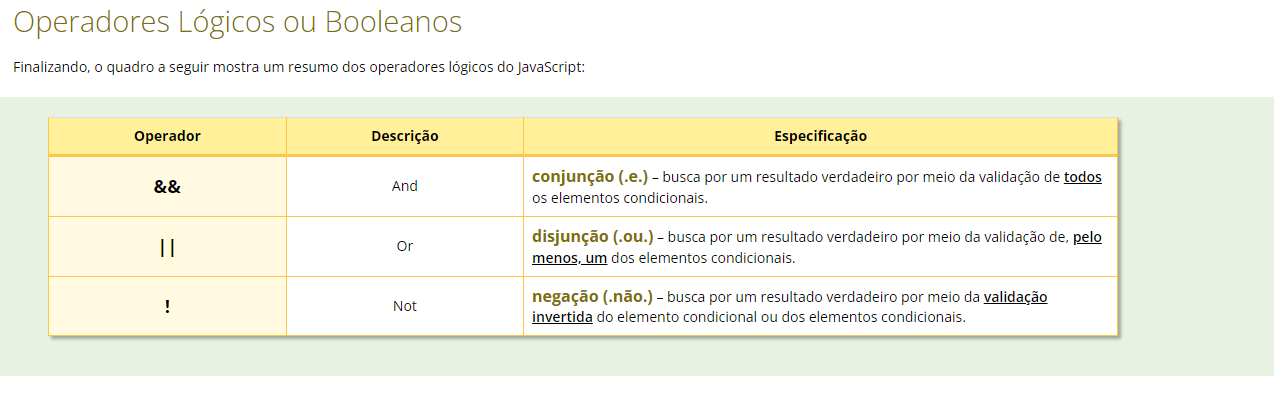 Operadores Lógicos ou Booleanos
Finalizando, o quadro a seguir mostra um resumo dos operadores lógicos do JavaScript:
Operador Descrição Especificação
&& And conjunção (.e.) – busca por um resultado verdadeiro por meio da validação de todos
os elementos condicionais.
|| Or disjunção (.ou.) – busca por um resultado verdadeiro por meio da validação de, pelo
menos, um dos elementos condicionais.
! Not negação (.não.) – busca por um resultado verdadeiro por meio da validação
invertida do elemento condicional ou dos elementos condicionais.